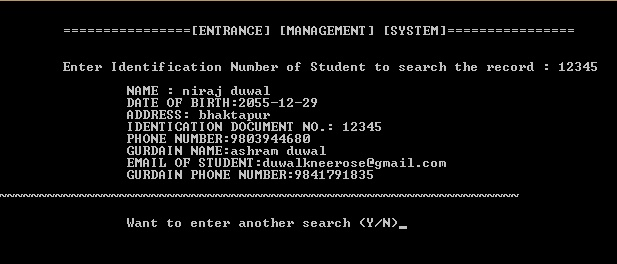 ================[ENTRANCE] [MANAGEMENT] [SYSTEM]================
Enter Identification Number of Student to search the record : 12345
NAME : niraj duwal
DATE OF BIRTH:2055-12-29
ADDRESS: bhaktapur
IDENTICATION DOCUMENT NO.: 12345
PHONE NUMBER:9803944680
GURDAIN NAME:ashram duwal
EMAIL OF STUDENT:duwalkneerose@gmail.com
GURDAIN PHONE NUMBER:9841791835
~~~~~~~~~~~~~~~~~~~~~~~~~~~~~~~~~~~~~~~~~~~~~~~~~~~~~~~~~~~~~~~~~
Want to enter another search (Y/N)_